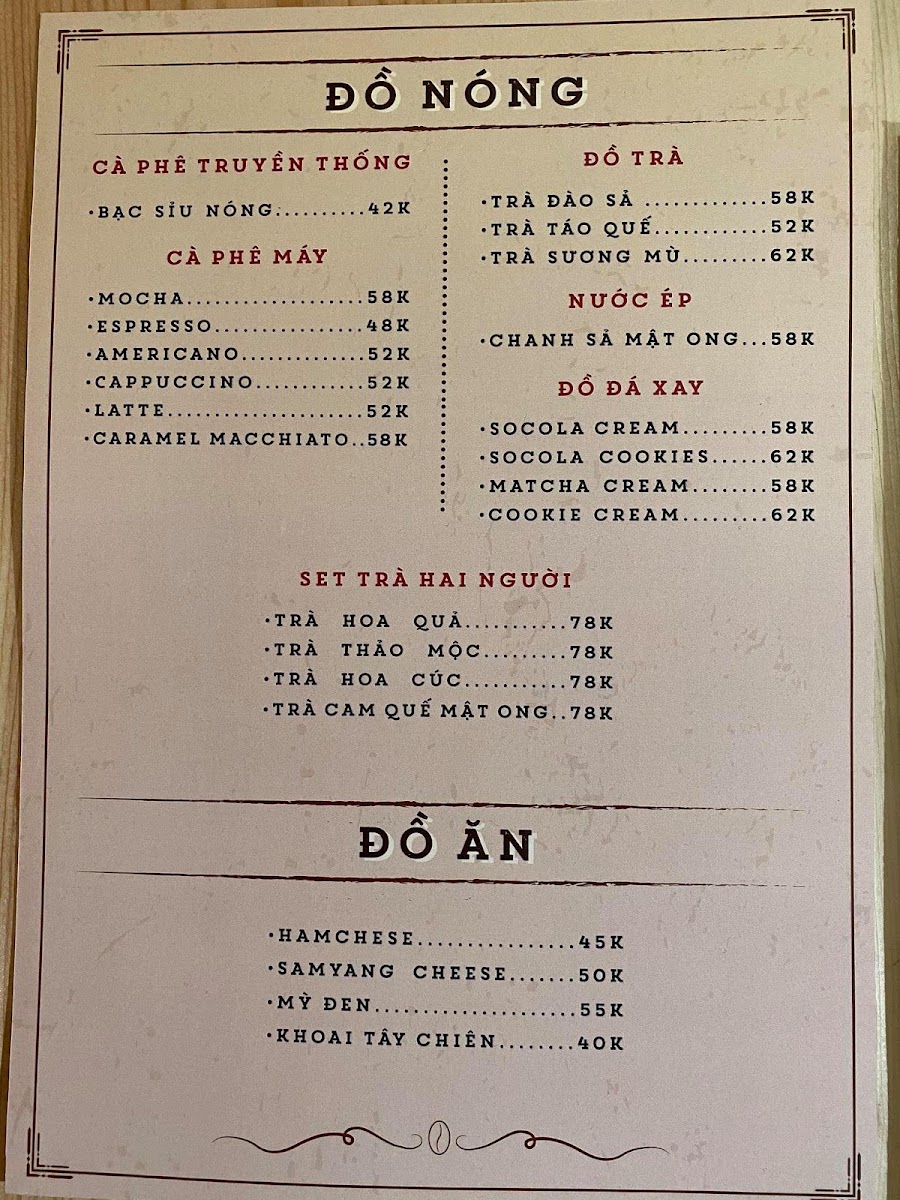 ĐỒ NÓNG
CÀ PHÊ TRUYỀN THỐNG
•BẠC SỈU NÓNG..........42K
CÀ PHÊ MÁY
•MOCHA...................58K
•ESPRESSO................48K
•AMERICANO.............52K
•CAPPUCCINO............52K
•LATTE.....................52K
•CARAMEL MACCHIATO..58K
ĐỒ TRÀ
•TRÀ ĐÀO SẢ .............58K
•TRÀ TÁO QUẾ............52K
•TRÀ SƯƠNG MÙ.........62K
NƯỚC ÉP
•CHANH SẢ MẬT ONG...58K
ĐỒ ĐÁ XAY
•SOCOLA CREAM.........58K
•SOCOLA COOKIES......62K
•MATCHA CREAM........58K
•COOKIE CREAM.........62K
SET TRÀ HAI NGƯỜI
•TRÀ HOA QUẢ...........78K
•TRÀ THẢO MỘC.........78K
•TRÀ HOA CÚC...........78K
•TRÀ CAM QUẾ MẬT ONG..78K
ĐỒ ĂN
•HAMCHESE.................45K
•SAMYANG CHEESE.......50K
•MỲ ĐEN......................55K
•KHOAI TÂY CHIÊN........40K